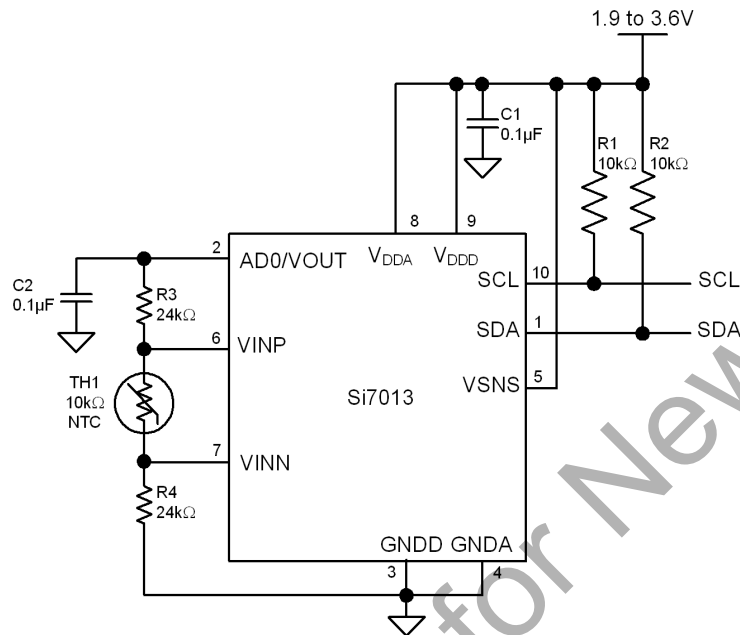 1.9 to 3.6V
C1
0.1µF
R1
10kΩ
R2
10kΩ
8
9
2
AD0/VOUT
VDDA
VDDD
C2
0.1µF
R3
24kΩ
SCL
10
SCL
SDA
1
SDA
6
VINP
TH1
10kΩ
NTC
Si7013
VSNS
5
7
VINN
R4
24kΩ
GNDD
GNDA
3
4
for New